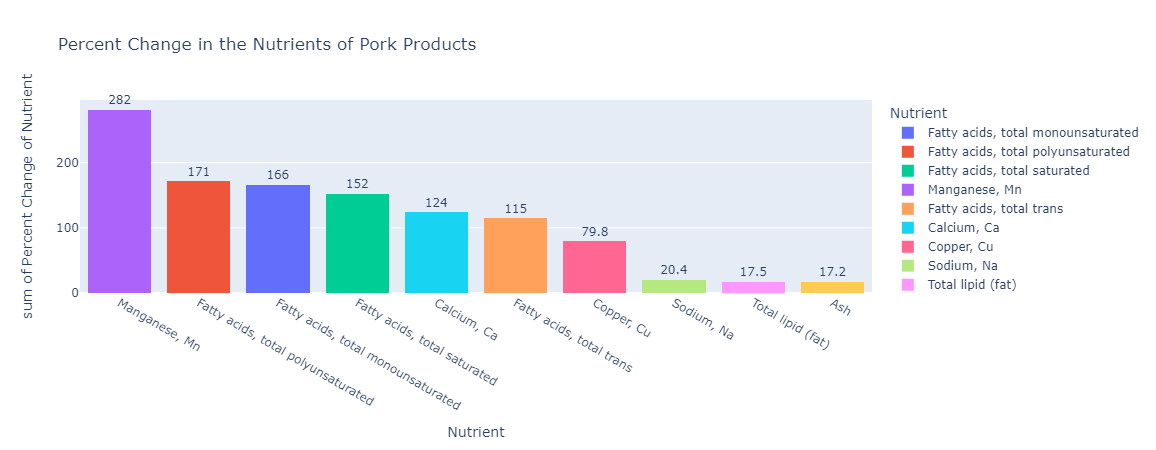 Percent Change in the Nutrients of Pork Products
sum of Percent Change of Nutrient
200
100
0
282
171
166
152
124
115
79.8
20.4
17.5
17.2
Manganese, Mn
Fatty acids, total polyunsaturated
Fatty acids, total monounsaturated
Fatty acids, total saturated
Calcium, Ca
Fatty acids, total trans
Copper, Cu
Sodium, Na
Total lipid (fat)
Ash
Nutrient
Nutrient
Fatty acids, total monounsaturated
Fatty acids, total polyunsaturated
Fatty acids, total saturated
Manganese, Mn
Fatty acids, total trans
Calcium, Ca
Copper, Cu
Sodium, Na
Total lipid (fat)